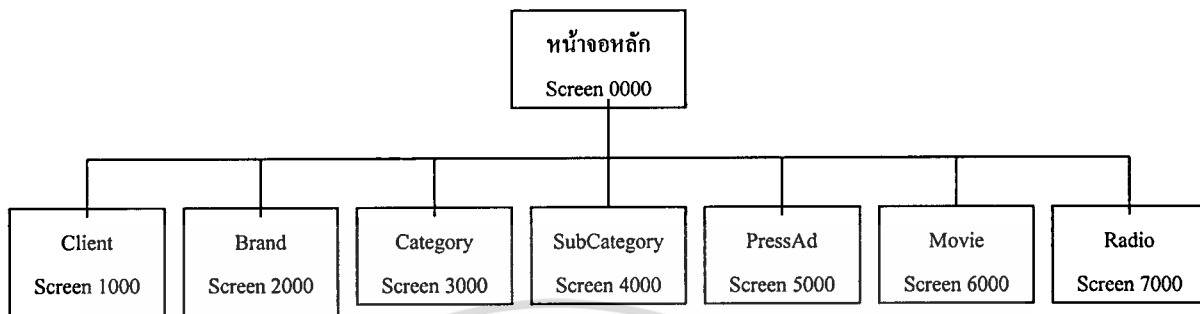 หน้าจอหลัก
Screen 0000
Client
Screen 1000
Brand
Screen 2000
Category
Screen 3000
SubCategory
Screen 4000
PressAd
Screen 5000
Movie
Screen 6000
Radio
Screen 7000